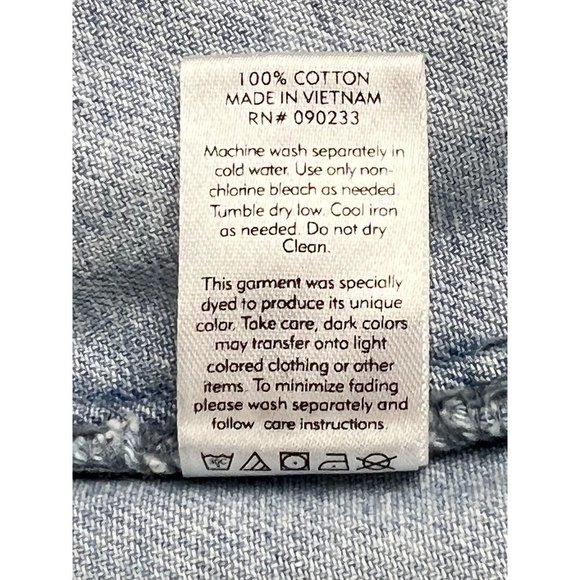 100% COTTON
MADE IN VIETNAM
RN# 090233
Machine wash separately in
cold water. Use only non-
chlorine bleach as needed.
Tumble dry low. Cool iron
as needed. Do not dry
Clean.
This garment was specially
dyed to produce its unique
color. Take care, dark colors
may transfer onto light
colored clothing or other
items. To minimize fading
please wash separately and
follow care instructions.
30C